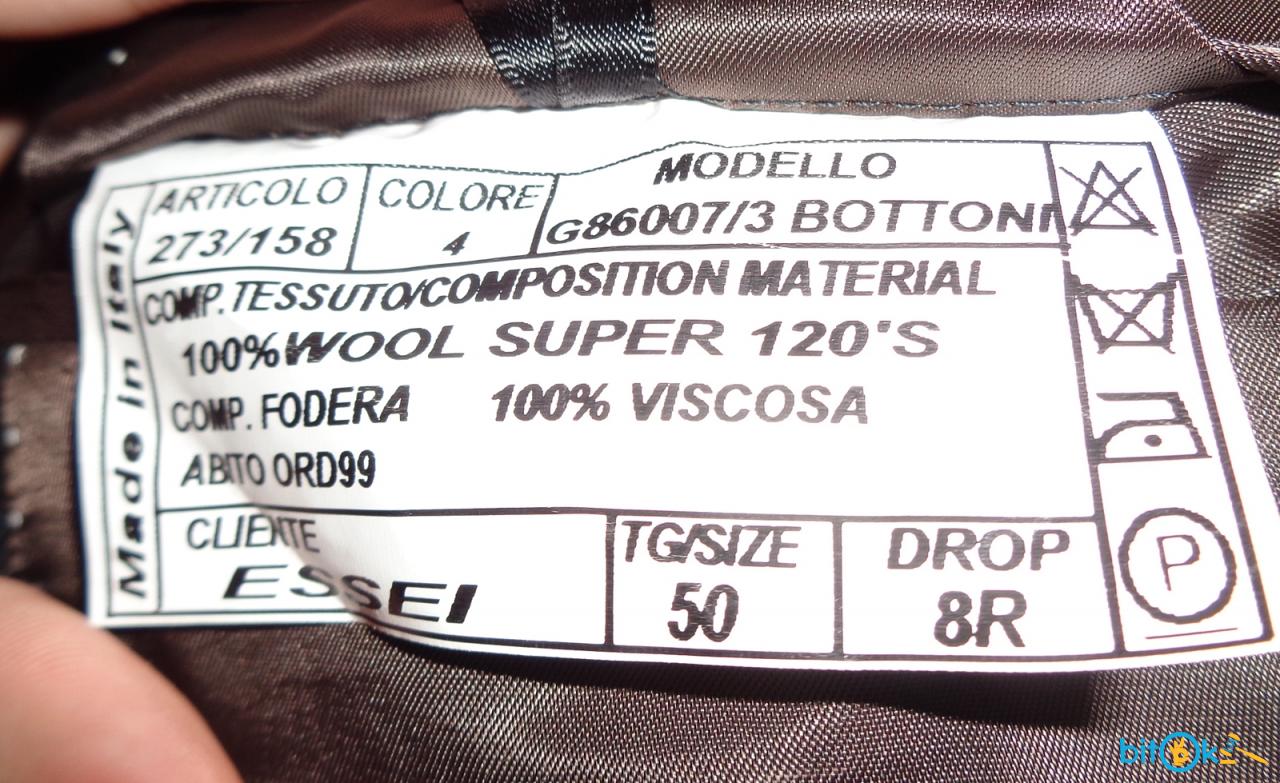 Made In Italy
ARTICOLO
273/158
COLORE
4
MODELLO
G86007/3 BOTTONI
COMP. TESSUTO/COMPOSITION MATERIAL
100% WOOL SUPER 120'S
COMP. FODERA 100% VISCOSA
ABITO ORD99
CLIENTE
ESSEI
TG/SIZE
50
DROP
8R
P
bitOk